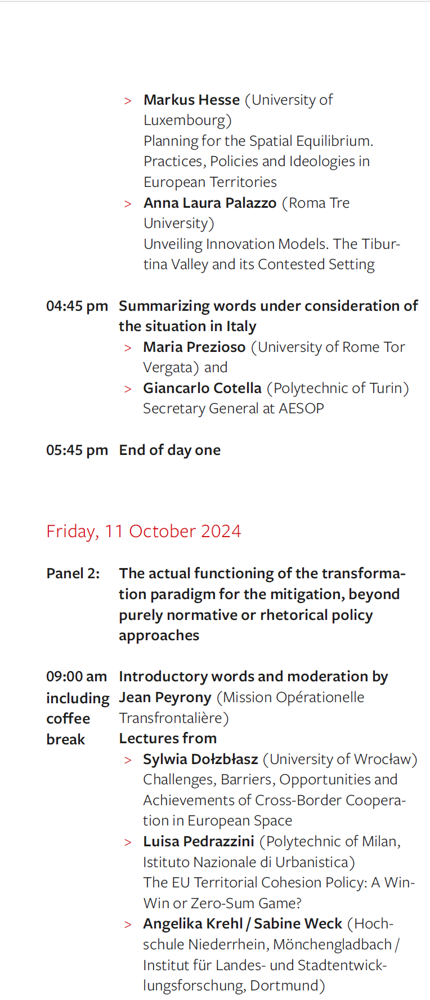 > Markus Hesse (University of
Luxembourg)
Planning for the Spatial Equilibrium.
Practices, Policies and Ideologies in
European Territories
> Anna Laura Palazzo (Roma Tre
University)
Unveiling Innovation Models. The Tibur-
tina Valley and its Contested Setting
04:45 pm Summarizing words under consideration of
the situation in Italy
> Maria Prezioso (University of Rome Tor
Vergata) and
> Giancarlo Cotella (Polytechnic of Turin)
Secretary General at AESOP
05:45 pm End of day one
Friday, 11 October 2024
Panel 2: The actual functioning of the transforma-
tion paradigm for the mitigation, beyond
purely normative or rhetorical policy
approaches
09:00 am Introductory words and moderation by
including Jean Peyrony (Mission Opérationelle
coffee Transfrontalière)
break Lectures from
> Sylwia Dołzbłasz (University of Wrocław)
Challenges, Barriers, Opportunities and
Achievements of Cross-Border Coopera-
tion in European Space
> Luisa Pedrazzini (Polytechnic of Milan,
Istituto Nazionale di Urbanistica)
The EU Territorial Cohesion Policy: A Win-
Win or Zero-Sum Game?
> Angelika Krehl / Sabine Weck (Hoch-
schule Niederrhein, Mönchengladbach /
Institut für Landes- und Stadtentwick-
lungsforschung, Dortmund)